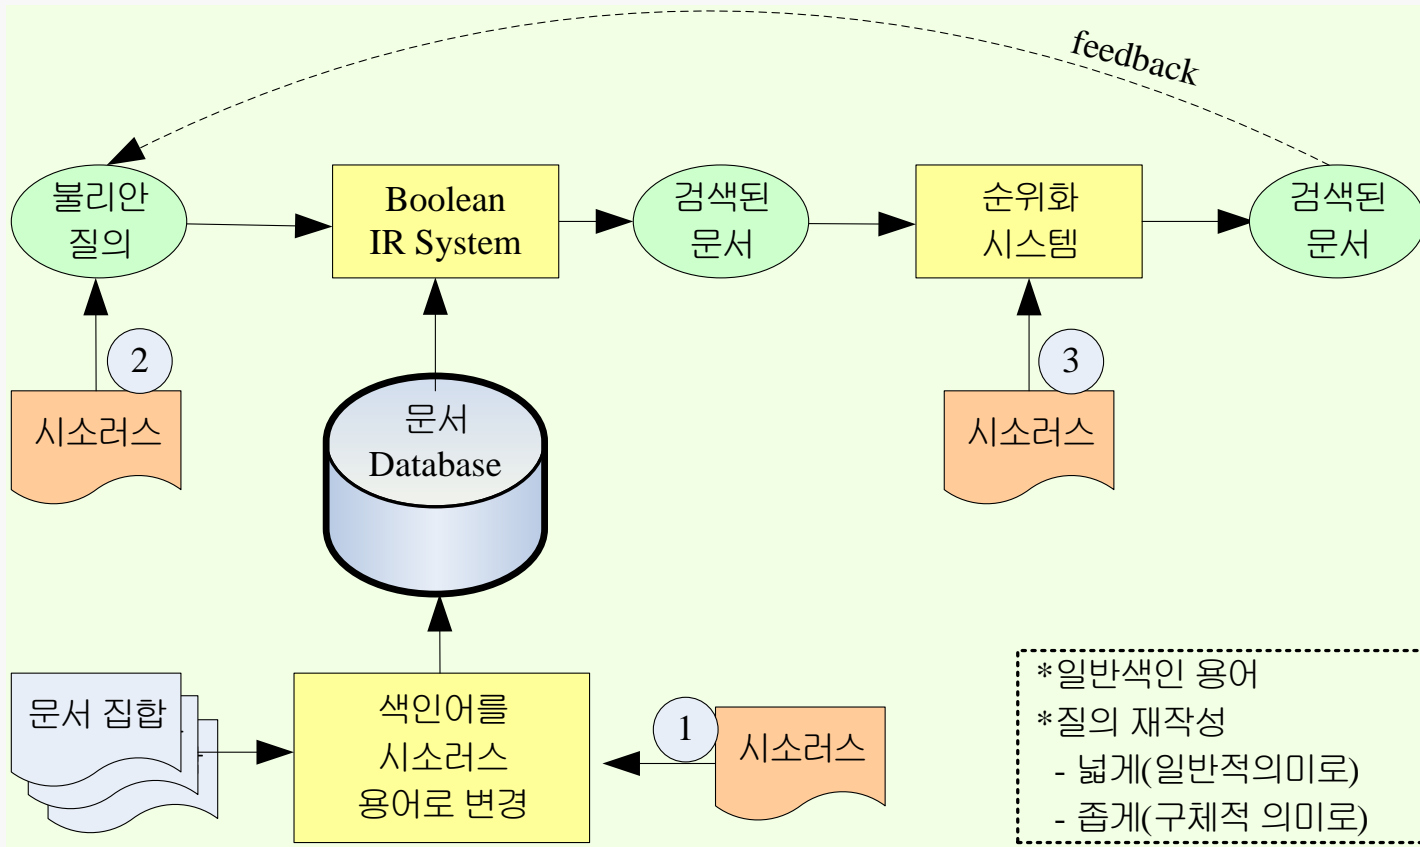 feedback
불리안
질의
Boolean
IR System
검색된
문서
순위화
시스템
검색된
문서
2
시소러스
3
시소러스
문서
Database
문서 집합
색인어를
시소러스
용어로 변경
1
시소러스
*일반색인 용어
*질의 재작성
- 넓게(일반적의미로)
- 좁게(구체적 의미로)